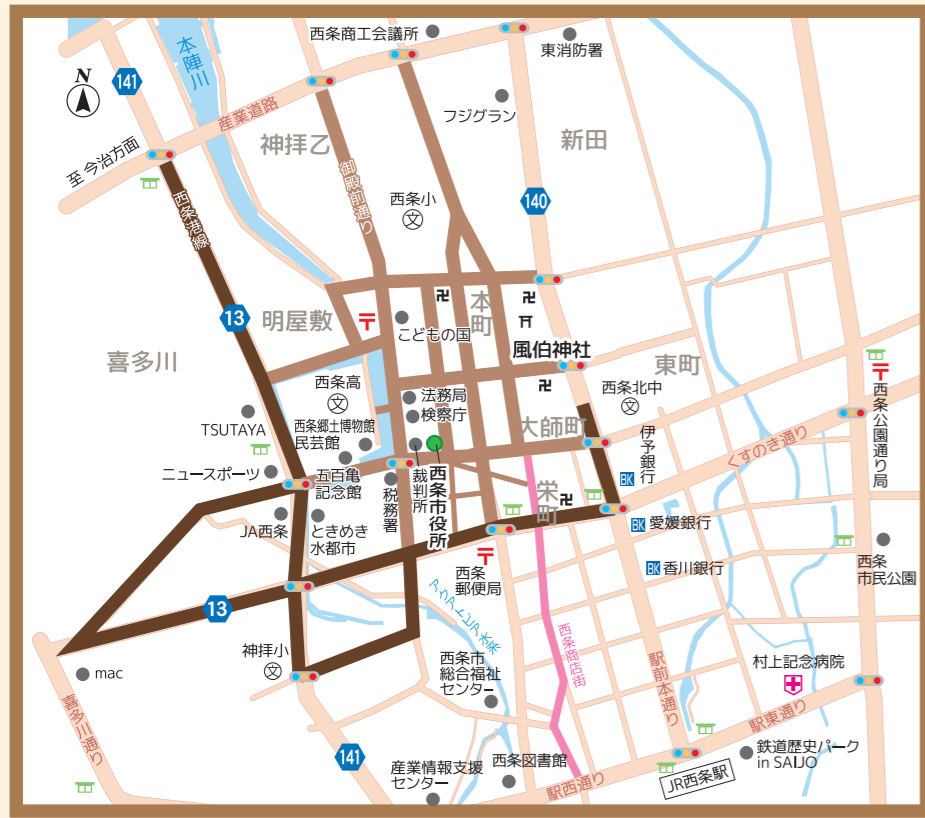 西条商工会議所
東消防署
本陣川
141
N
産業道路
フジグラン
至 今治方面
神拝乙
新田
御殿前通り
西条小
文
140
西条港線
13
明屋敷
〒
こどもの国
卍
本町
卍
風伯神社
喜多川
東町
西条高
文
法務局
検察庁
卍
西条北中
文
〒
西条公園通り局
TSUTAYA
西条郷土博物館
民芸館
大師町
伊予銀行
BK
くすのき通り
ニュースポーツ
五百亀
記念館
税務署
裁判所
西条市役所
栄町
卍
JA西条
ときめき
水都市
BK 愛媛銀行
〒
西条
郵便局
BK 香川銀行
西条
市民公園
13
アクアトピア水系
西条商店街
神拝小
文
mac
西条市
総合福祉
センター
駅前本通り
村上記念病院
喜多川通り
駅東通り
141
産業情報支援
センター
西条図書館
駅西通り
JR西条駅
鉄道歴史パーク
in SAIJO